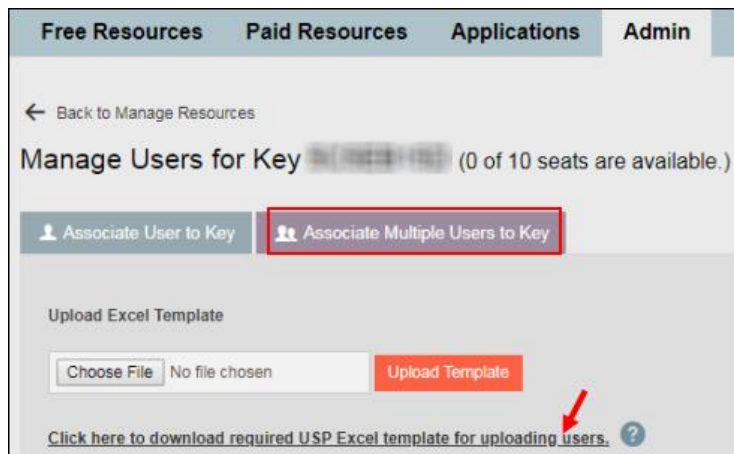 Free Resources Paid Resources Applications Admin
← Back to Manage Resources
Manage Users for Key (0 of 10 seats are available.)
Associate User to Key Associate Multiple Users to Key
Upload Excel Template
Choose File No file chosen Upload Template
Click here to download required USP Excel template for uploading users. ?